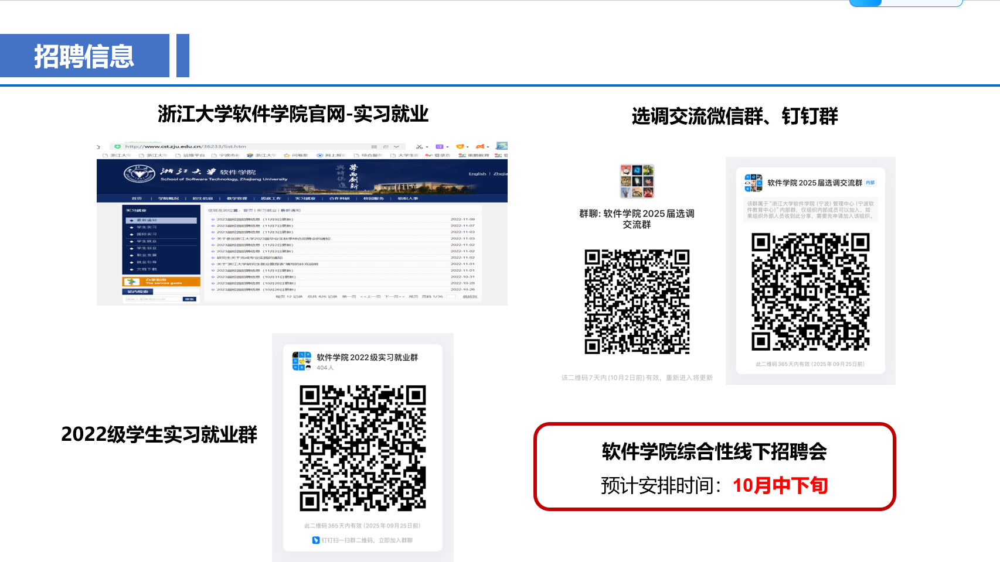 招聘信息
浙江大学软件学院官网-实习就业
http://www.cst.zju.edu.cn/36233/list.htm
浙江大学 软件学院
School of Software Technology, Zhejiang University
English
首页 | 学院概况 | 招生信息 | 教学管理 | 思政工作 | 实习就业 | 合作科研 | 校园服务 | 组织人事
实习就业
最新通知
学生实习
国际实习
学生就业
学生创业
职业发展
就业引导
文档下载
办事指南
The service guide
站内检索
搜索
您现在的位置：首页 | 实习就业 | 最新通知
2023届校园招聘信息（11月9日更新） 2022-11-09
2023届校园招聘信息（11月7日更新） 2022-11-07
2023届校园招聘信息（11月3日更新） 2022-11-03
关于参加浙江大学2023届毕业生秋季综合招聘会的通知 2022-11-03
2023届校园招聘信息（11月2日更新） 2022-11-02
2023届校园招聘信息（11月2日更新） 2022-11-02
研究生关于完成专业实践的通知 2022-11-02
关于"浙江大学研究生就业推荐表"填写的补充说明 2022-11-01
2023届校园招聘信息（11月1日更新） 2022-11-01
2023届校园招聘信息（10月31日更新） 2022-10-31
2023届校园招聘信息（10月28日更新） 2022-10-28
2023届校园招聘信息（10月26日更新） 2022-10-26
每页 12 记录 总共 426 记录 第一页 <<上一页 下一页>> 尾页 页码 1/36 跳转到
2022级学生实习就业群
软件学院2022级实习就业群
404人
此二维码365天内有效 (2025年09月25日前)
钉钉扫一扫群二维码，立即加入群聊
选调交流微信群、钉钉群
群聊: 软件学院2025届选调
交流群
该二维码7天内(10月2日前)有效，重新进入将更新
软件学院2025届选调交流群 内部
该群属于"浙江大学软件学院 (宁波) 管理中心 (宁波软
件教育中心)"内部群，仅组织内部成员可以加入，如
果组织外部人员收到此分享，需要先申请加入该组织。
此二维码365天内有效 (2025年09月25日前)
软件学院综合性线下招聘会
预计安排时间：10月中下旬